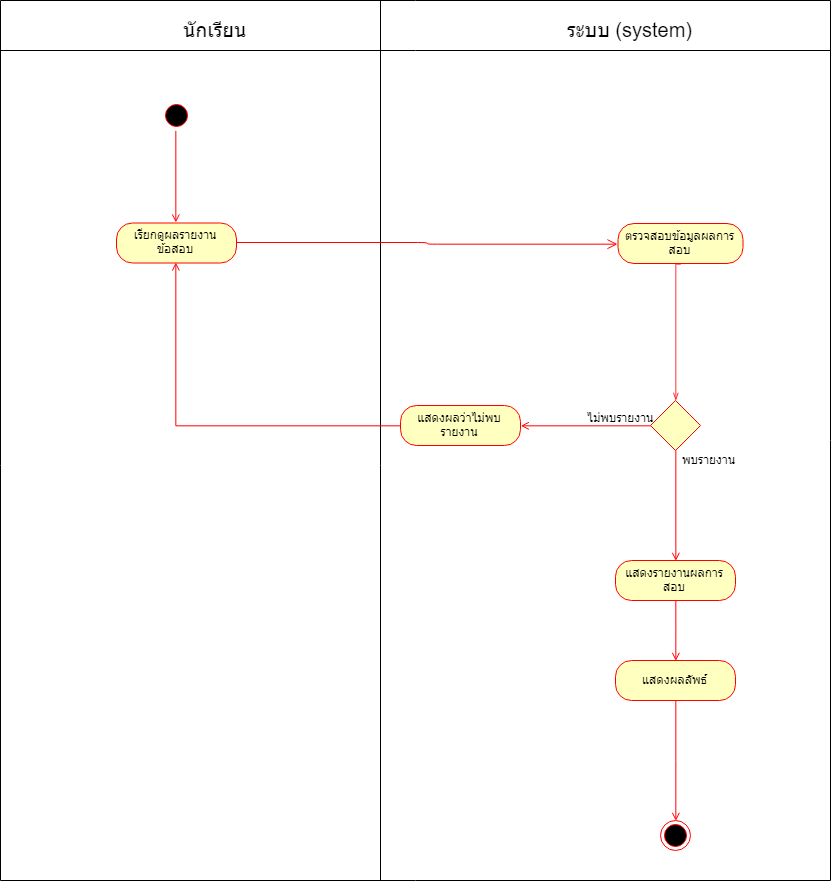 นักเรียน
ระบบ (system)
เรียกดูผลรายงาน
ข้อสอบ
ตรวจสอบข้อมูลผลการ
สอบ
แสดงผลว่าไม่พบ
รายงาน
ไม่พบรายงาน
พบรายงาน
แสดงรายงานผลการ
สอบ
แสดงผลลัพธ์